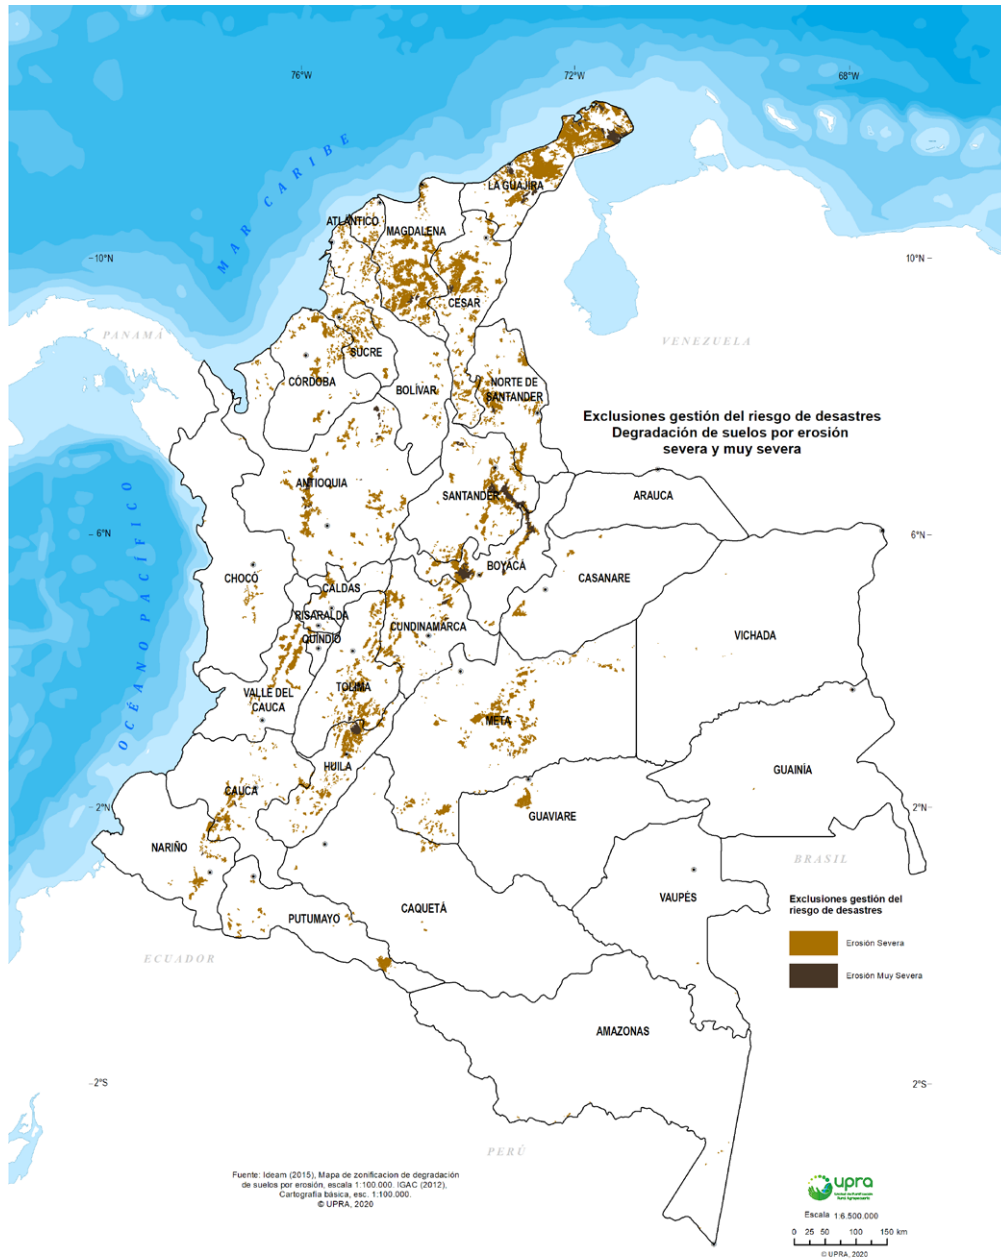 76°W
72°W
68°W
MAR CARIBE
LA GUAJIRA
ATLÁNTICO
MAGDALENA
10°N
10°N
CESAR
PANAMÁ
VENEZUELA
SUCRE
CÓRDOBA
BOLÍVAR
NORTE DE
SANTANDER
Exclusiones gestión del riesgo de desastres
Degradación de suelos por erosión
severa y muy severa
ANTIOQUIA
SANTANDER
ARAUCA
OCÉANO PACÍFICO
6°N
6°N
CHOCÓ
BOYACÁ
CASANARE
CALDAS
RISARALDA
QUINDÍO
CUNDINAMARCA
VICHADA
VALLE DEL
CAUCA
TOLIMA
META
HUILA
GUAINÍA
CAUCA
2°N
2°N
GUAVIARE
NARIÑO
BRASIL
VAUPÉS
CAQUETÁ
PUTUMAYO
Exclusiones gestión del
riesgo de desastres
Erosión Severa
Erosión Muy Severa
ECUADOR
AMAZONAS
2°S
2°S
PERÚ
Fuente: Ideam (2015), Mapa de zonificacion de degradación
de suelos por erosión, escala 1:100.000. IGAC (2012),
Cartografía básica, esc. 1:100.000.
© UPRA, 2020
upra
Escala 1:6.500.000
0 25 50 100 150 km
© UPRA, 2020